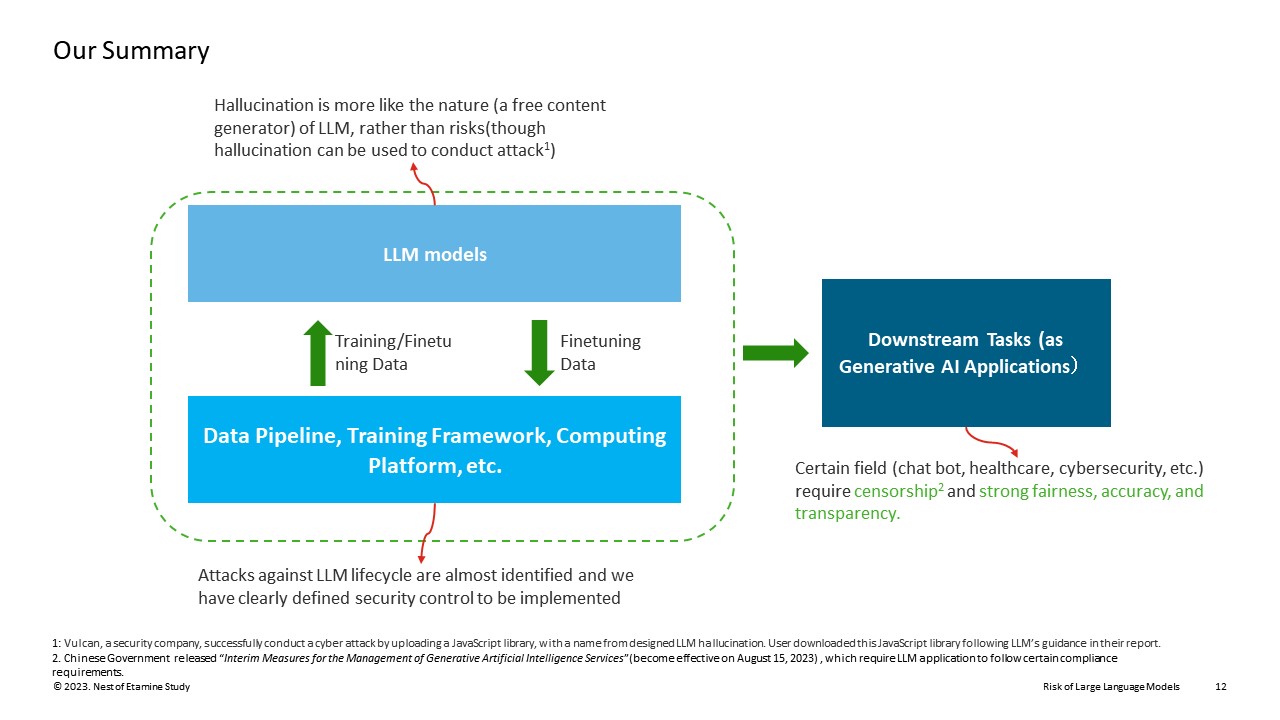 Our Summary
Hallucination is more like the nature (a free content
generator) of LLM, rather than risks(though
hallucination can be used to conduct attack1)
LLM models
Training/Finetu
ning Data
Finetuning
Data
Data Pipeline, Training Framework, Computing
Platform, etc.
Attacks against LLM lifecycle are almost identified and we
have clearly defined security control to be implemented
Downstream Tasks (as
Generative AI Applications）
Certain field (chat bot, healthcare, cybersecurity, etc.)
require censorship2 and strong fairness, accuracy, and
transparency.
1: Vulcan, a security company, successfully conduct a cyber attack by uploading a JavaScript library, with a name from designed LLM hallucination. User downloaded this JavaScript library following LLM's guidance in their report.
2. Chinese Government released “Interim Measures for the Management of Generative Artificial Intelligence Services”(become effective on August 15, 2023) , which require LLM application to follow certain compliance
requirements.
© 2023. Nest of Etamine Study
Risk of Large Language Models 12